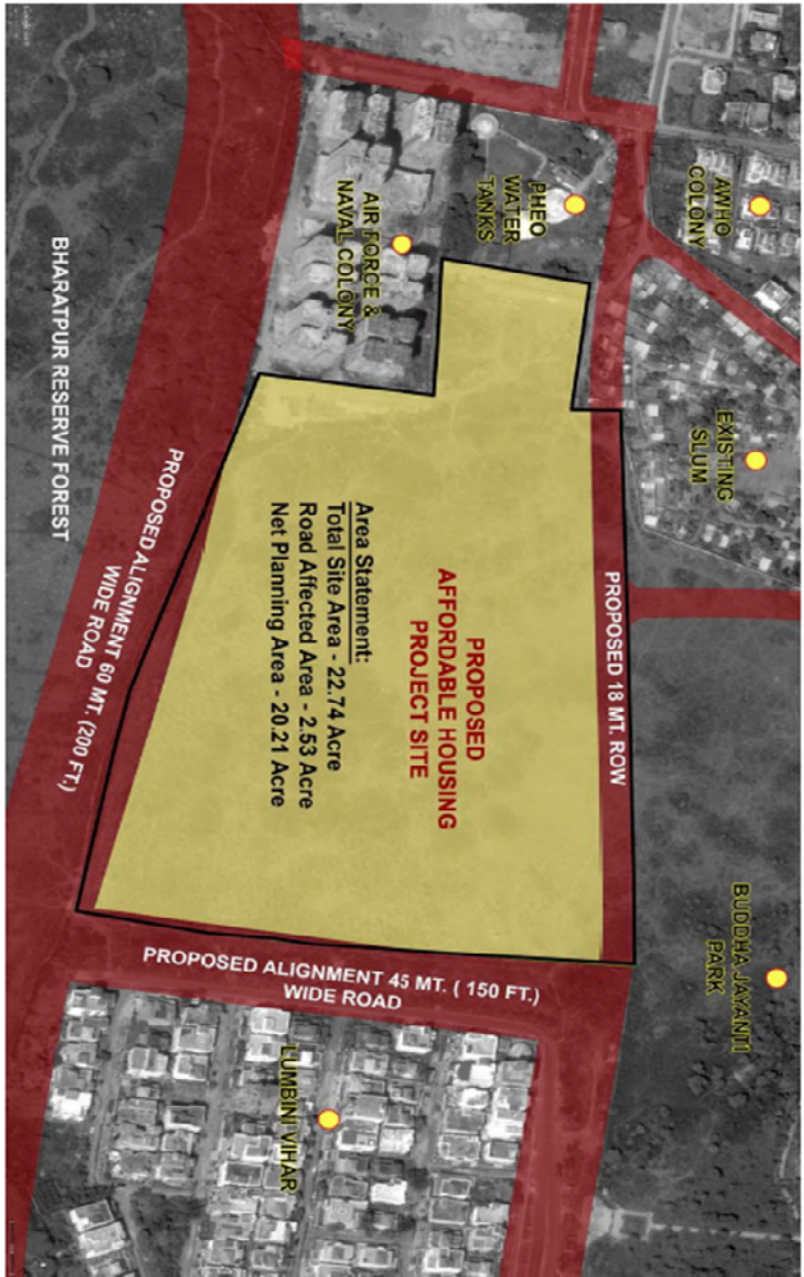 AWHO
COLONY
PHEO
WATER
TANKS
AIR FORCE &
NAVAL COLONY
EXISTING
SLUM
BHARATPUR RESERVE FOREST
PROPOSED 18 MT. ROW
PROPOSED
AFFORDABLE HOUSING
PROJECT SITE
Area Statement:
Total Site Area - 22.74 Acre
Road Affected Area - 2.53 Acre
Net Planning Area - 20.21 Acre
PROPOSED ALIGNMENT 60 MT. (200 FT.)
WIDE ROAD
BUDDHA JAYANTI
PARK
PROPOSED ALIGNMENT 45 MT. ( 150 FT.)
WIDE ROAD
LUMBINI VIHAR